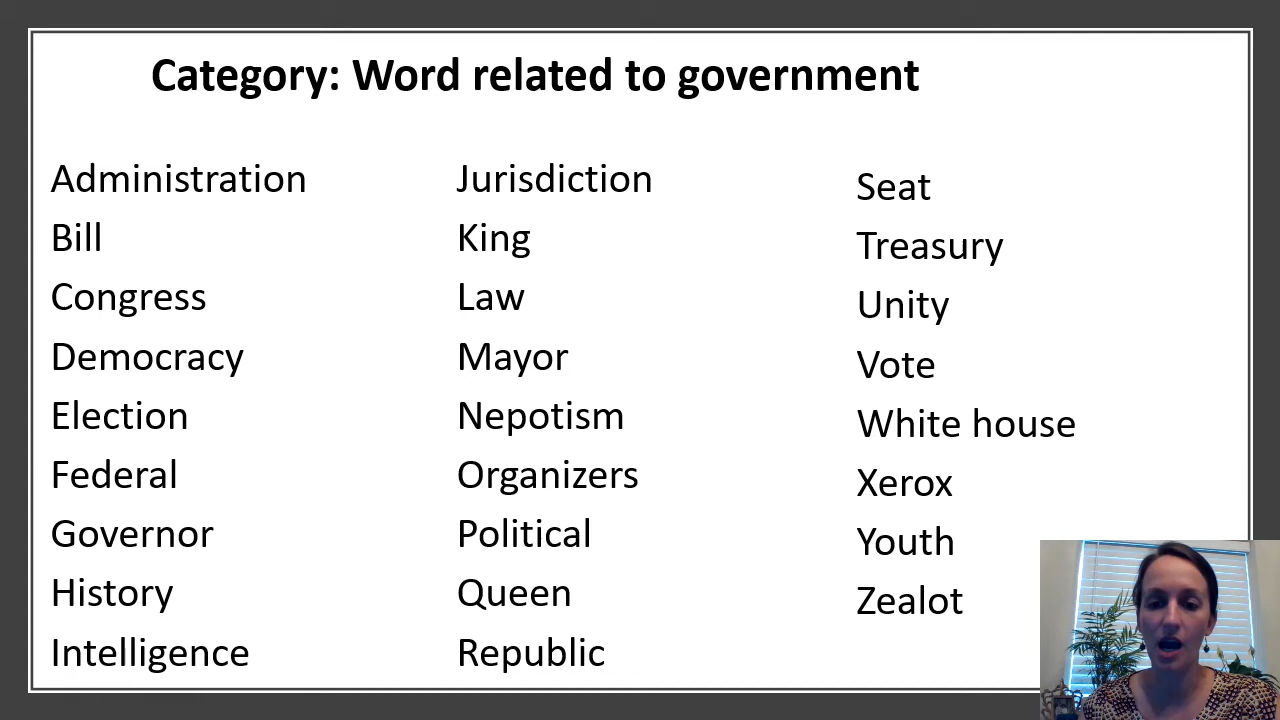 Category: Word related to government
Administration
Bill
Congress
Democracy
Election
Federal
Governor
History
Intelligence
Jurisdiction
King
Law
Mayor
Nepotism
Organizers
Political
Queen
Republic
Seat
Treasury
Unity
Vote
White house
Xerox
Youth
Zealot